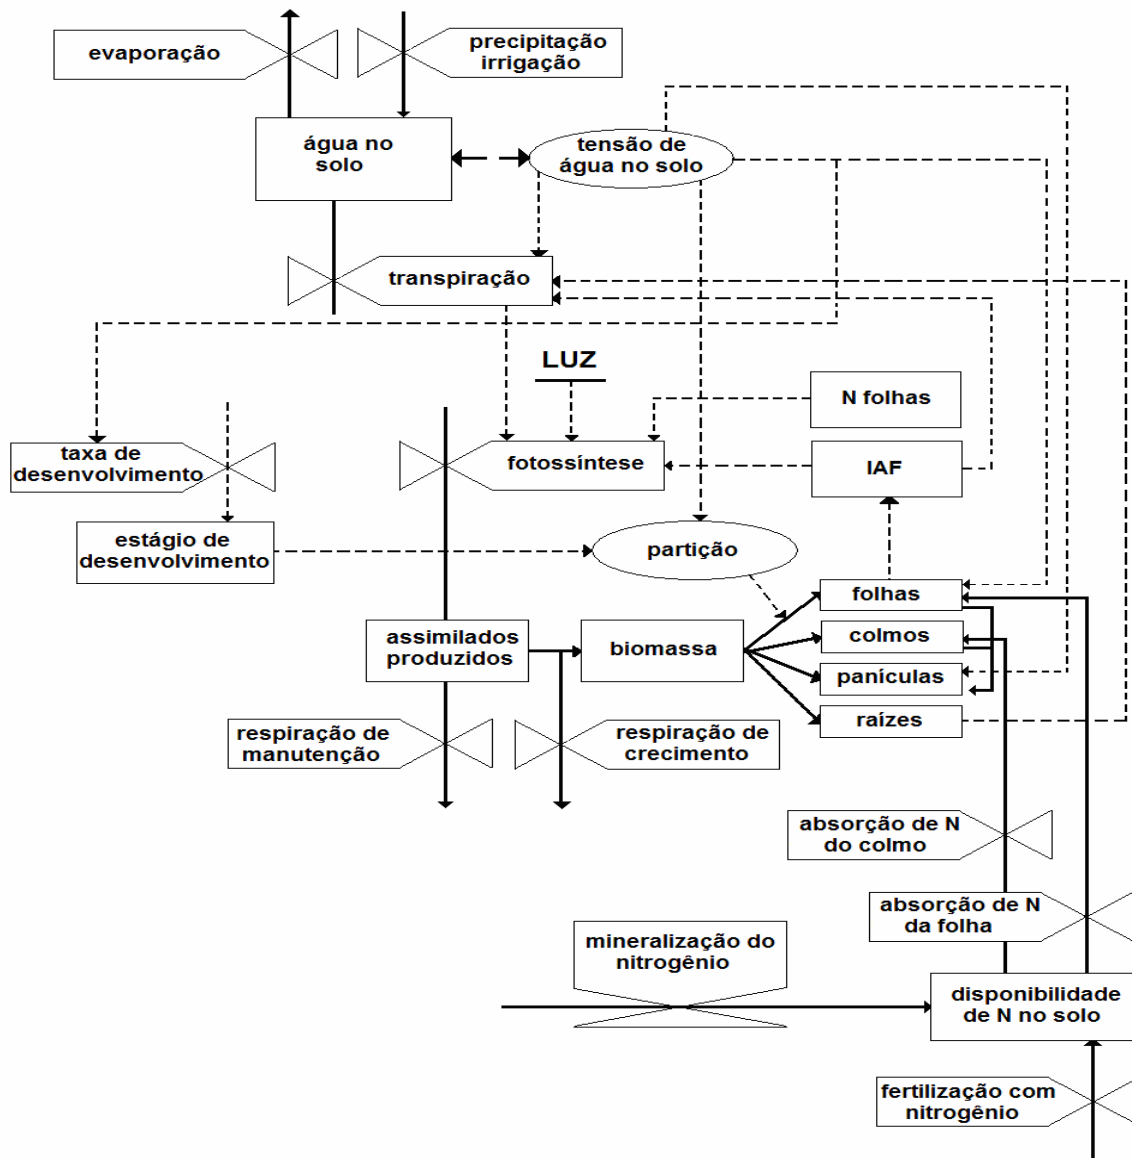 evaporação
precipitação
irrigação
água no
solo
tensão de
água no solo
transpiração
LUZ
N folhas
taxa de
desenvolvimento
fotossíntese
IAF
estágio de
desenvolvimento
partição
folhas
assimilados
produzidos
biomassa
colmos
panículas
raízes
respiração de
manutenção
respiração de
crecimento
absorção de N
do colmo
absorção de N
da folha
mineralização do
nitrogênio
disponibilidade
de N no solo
fertilização com
nitrogênio